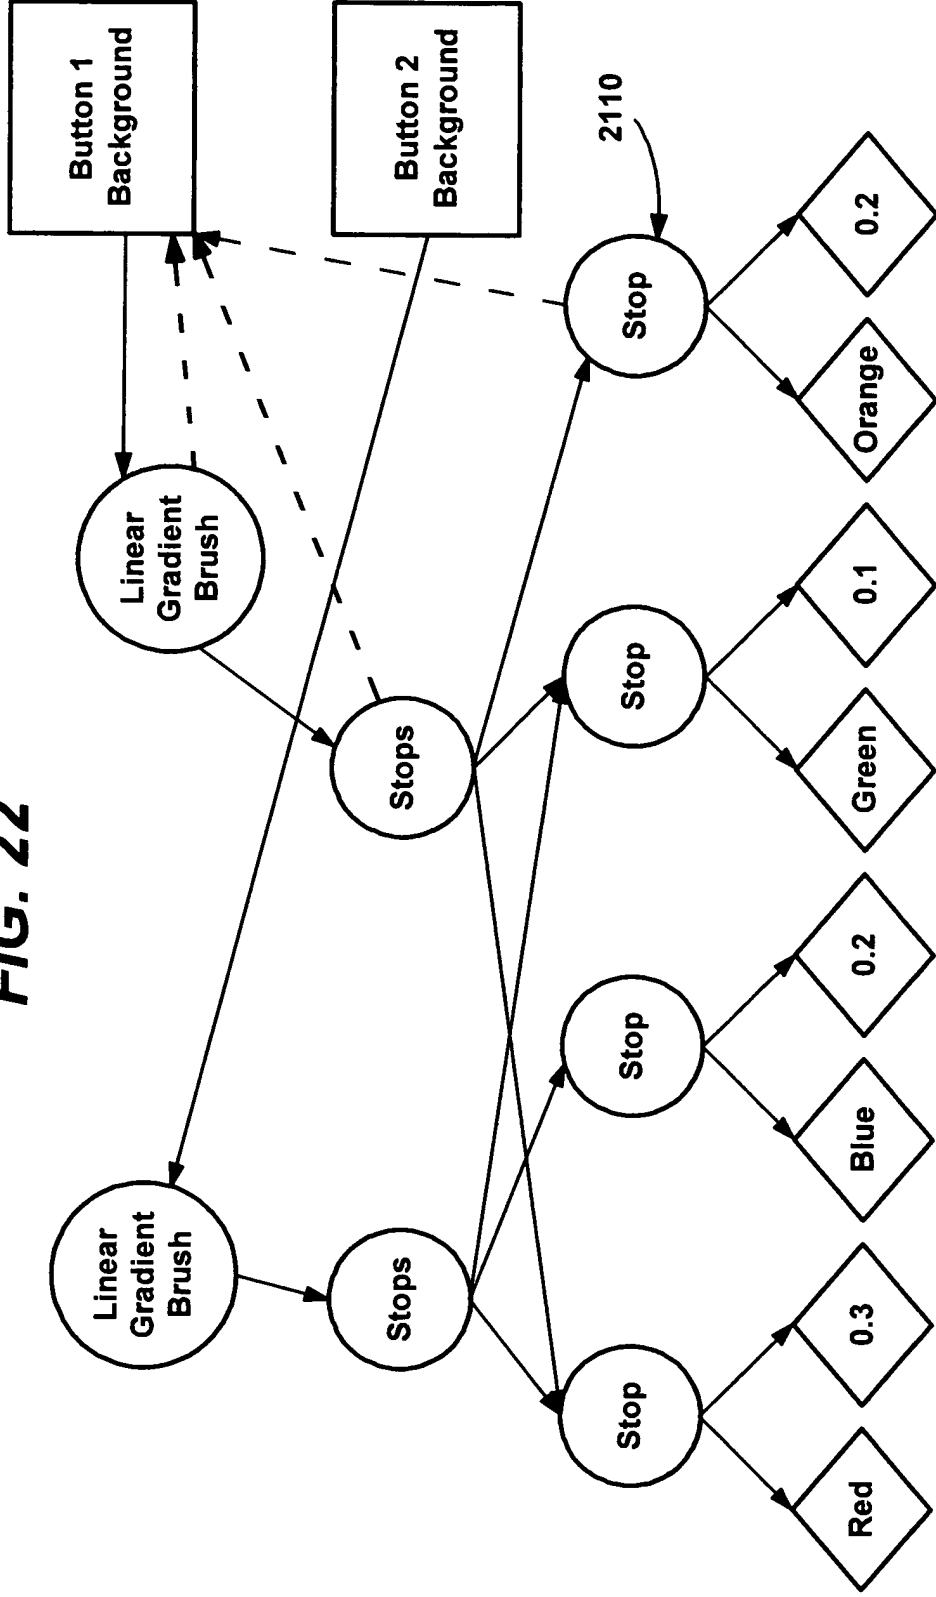 FIG. 22
Linear
Gradient
Brush
Linear
Gradient
Brush
Button 1
Background
Stops
Stops
Button 2
Background
Stop
Stop
Stop
Stop
2110
Red
0.3
Blue
0.2
Green
0.1
Orange
0.2